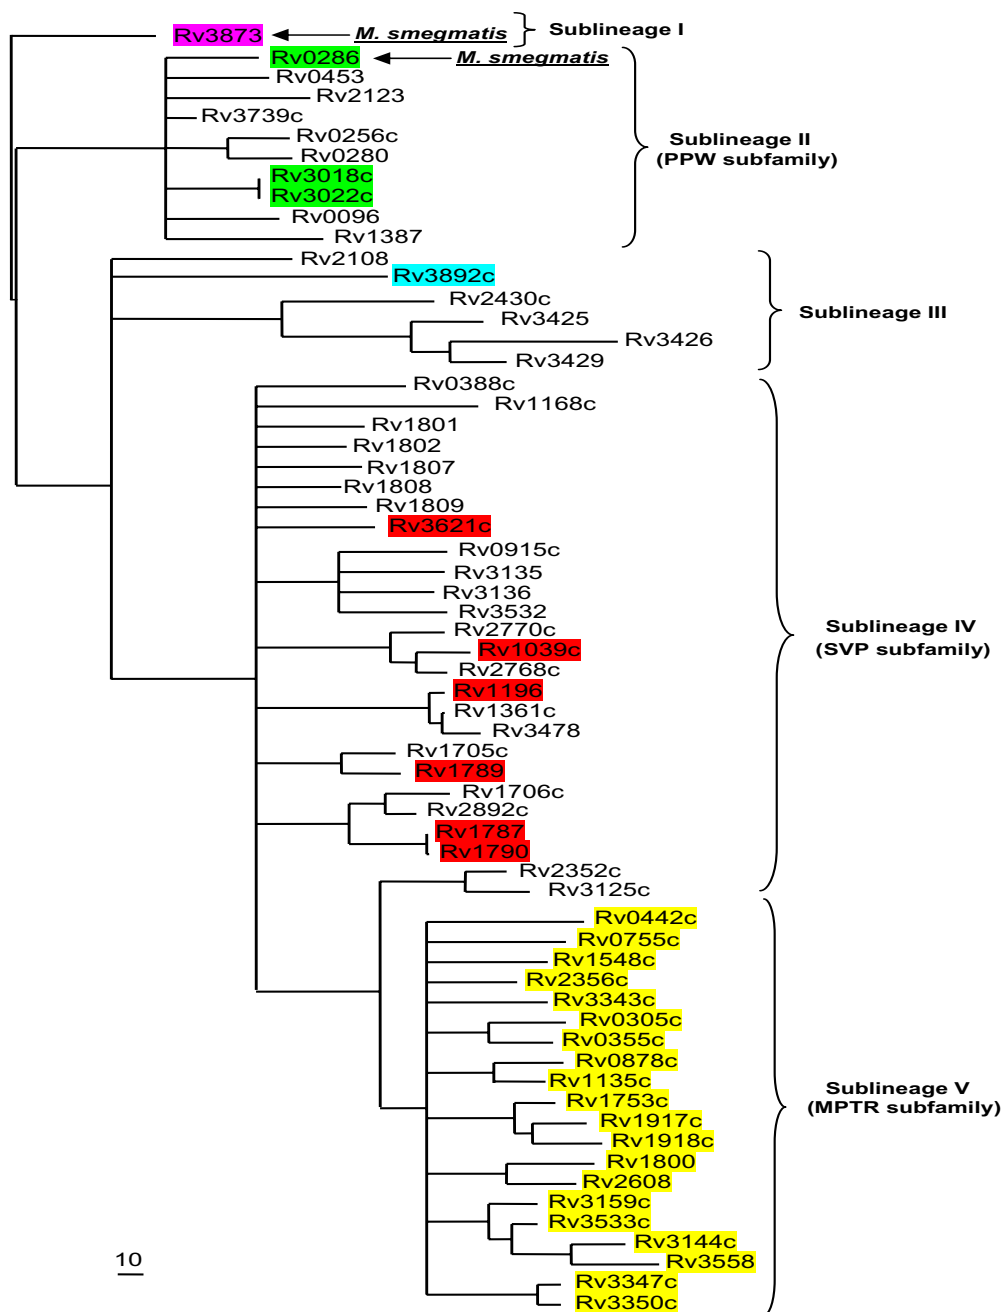 Rv3873 M. smegmatis Sublineage I
Rv0286 M. smegmatis
Rv0453
Rv2123
Rv3739c
Rv0256c
Sublineage II
Rv0280
(PPW subfamily)
Rv3018c
Rv3022c
Rv0096
Rv1387
Rv2108
Rv3892c
Rv2430c
Sublineage III
Rv3425
Rv3426
Rv3429
Rv0388c
Rv1168c
Rv1801
Rv1802
Rv1807
Rv1808
Rv1809
Rv3621c
Rv0915c
Rv3135
Rv3136
Rv3532
Sublineage IV
Rv2770c
(SVP subfamily)
Rv1039c
Rv2768c
Rv1196
Rv1361c
Rv3478
Rv1705c
Rv1789
Rv1706c
Rv2892c
Rv1787
Rv1790
Rv2352c
Rv3125c
Rv0442c
Rv0755c
Rv1548c
Rv2356c
Rv3343c
Rv0305c
Rv0355c
Rv0878c
Rv1135c
Sublineage V
Rv1753c
(MPTR subfamily)
Rv1917c
Rv1918c
Rv1800
Rv2608
Rv3159c
Rv3533c
Rv3144c
Rv3558
10
Rv3347c
Rv3350c